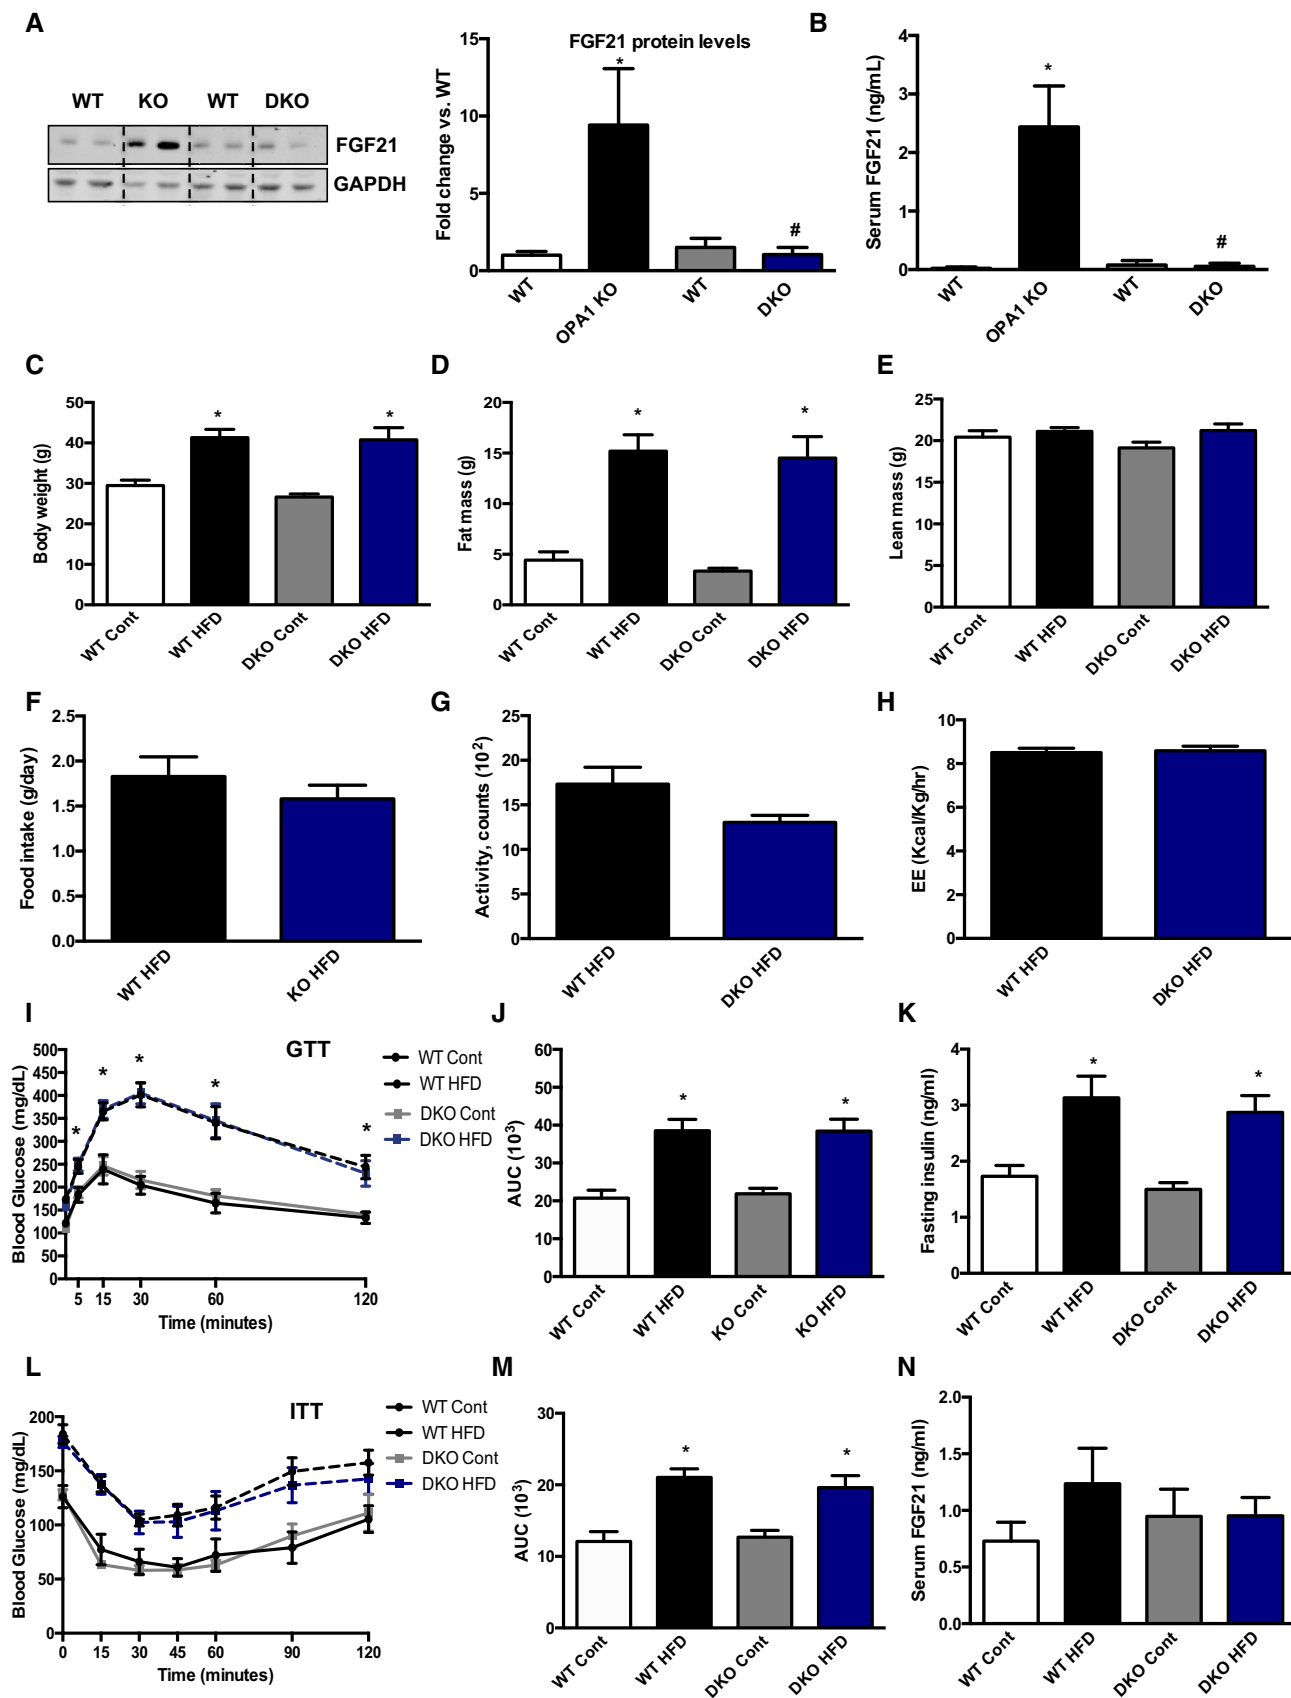 A
WT KO WT DKO
FGF21
GAPDH
FGF21 protein levels
Fold change vs. WT
15
10
5
0
*
#
WT
OPA1 KO
WT
DKO
B
Serum FGF21 (ng/mL)
4
3
2
1
0
*
#
WT
OPA1 KO
WT
DKO
C
Body weight (g)
50
40
30
20
10
0
*
*
WT Cont
WT HFD
DKO Cont
DKO HFD
D
Fat mass (g)
20
15
10
5
0
*
*
WT Cont
WT HFD
DKO Cont
DKO HFD
E
Lean mass (g)
25
20
15
10
5
0
WT Cont
WT HFD
DKO Cont
DKO HFD
F
Food intake (g/day)
2.5
2.0
1.5
1.0
0.5
0.0
WT HFD
KO HFD
G
Activity, counts (10²)
25
20
15
10
5
0
WT HFD
DKO HFD
H
EE (Kcal/Kg/hr)
10
8
6
4
2
0
WT HFD
DKO HFD
I
GTT
Blood Glucose (mg/dL)
500
450
400
350
300
250
200
150
100
50
0
* * * * *
5 15 30 60 120
Time (minutes)
WT Cont
WT HFD
DKO Cont
DKO HFD
J
AUC (10³)
60
50
40
30
20
10
0
*
*
WT Cont
WT HFD
KO Cont
KO HFD
K
Fasting insulin (ng/ml)
4
3
2
1
0
*
*
WT Cont
WT HFD
DKO Cont
DKO HFD
L
ITT
Blood Glucose (mg/dL)
200
150
100
50
0
0 15 30 45 60 90 120
Time (minutes)
WT Cont
WT HFD
DKO Cont
DKO HFD
M
AUC (10³)
30
20
10
0
*
*
WT Cont
WT HFD
DKO Cont
DKO HFD
N
Serum FGF21 (ng/ml)
2.0
1.5
1.0
0.5
0.0
WT Cont
WT HFD
DKO Cont
DKO HFD